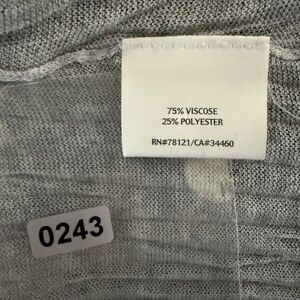 75% VISCOSE
25% POLYESTER
RN#78121/CA#34460
0243